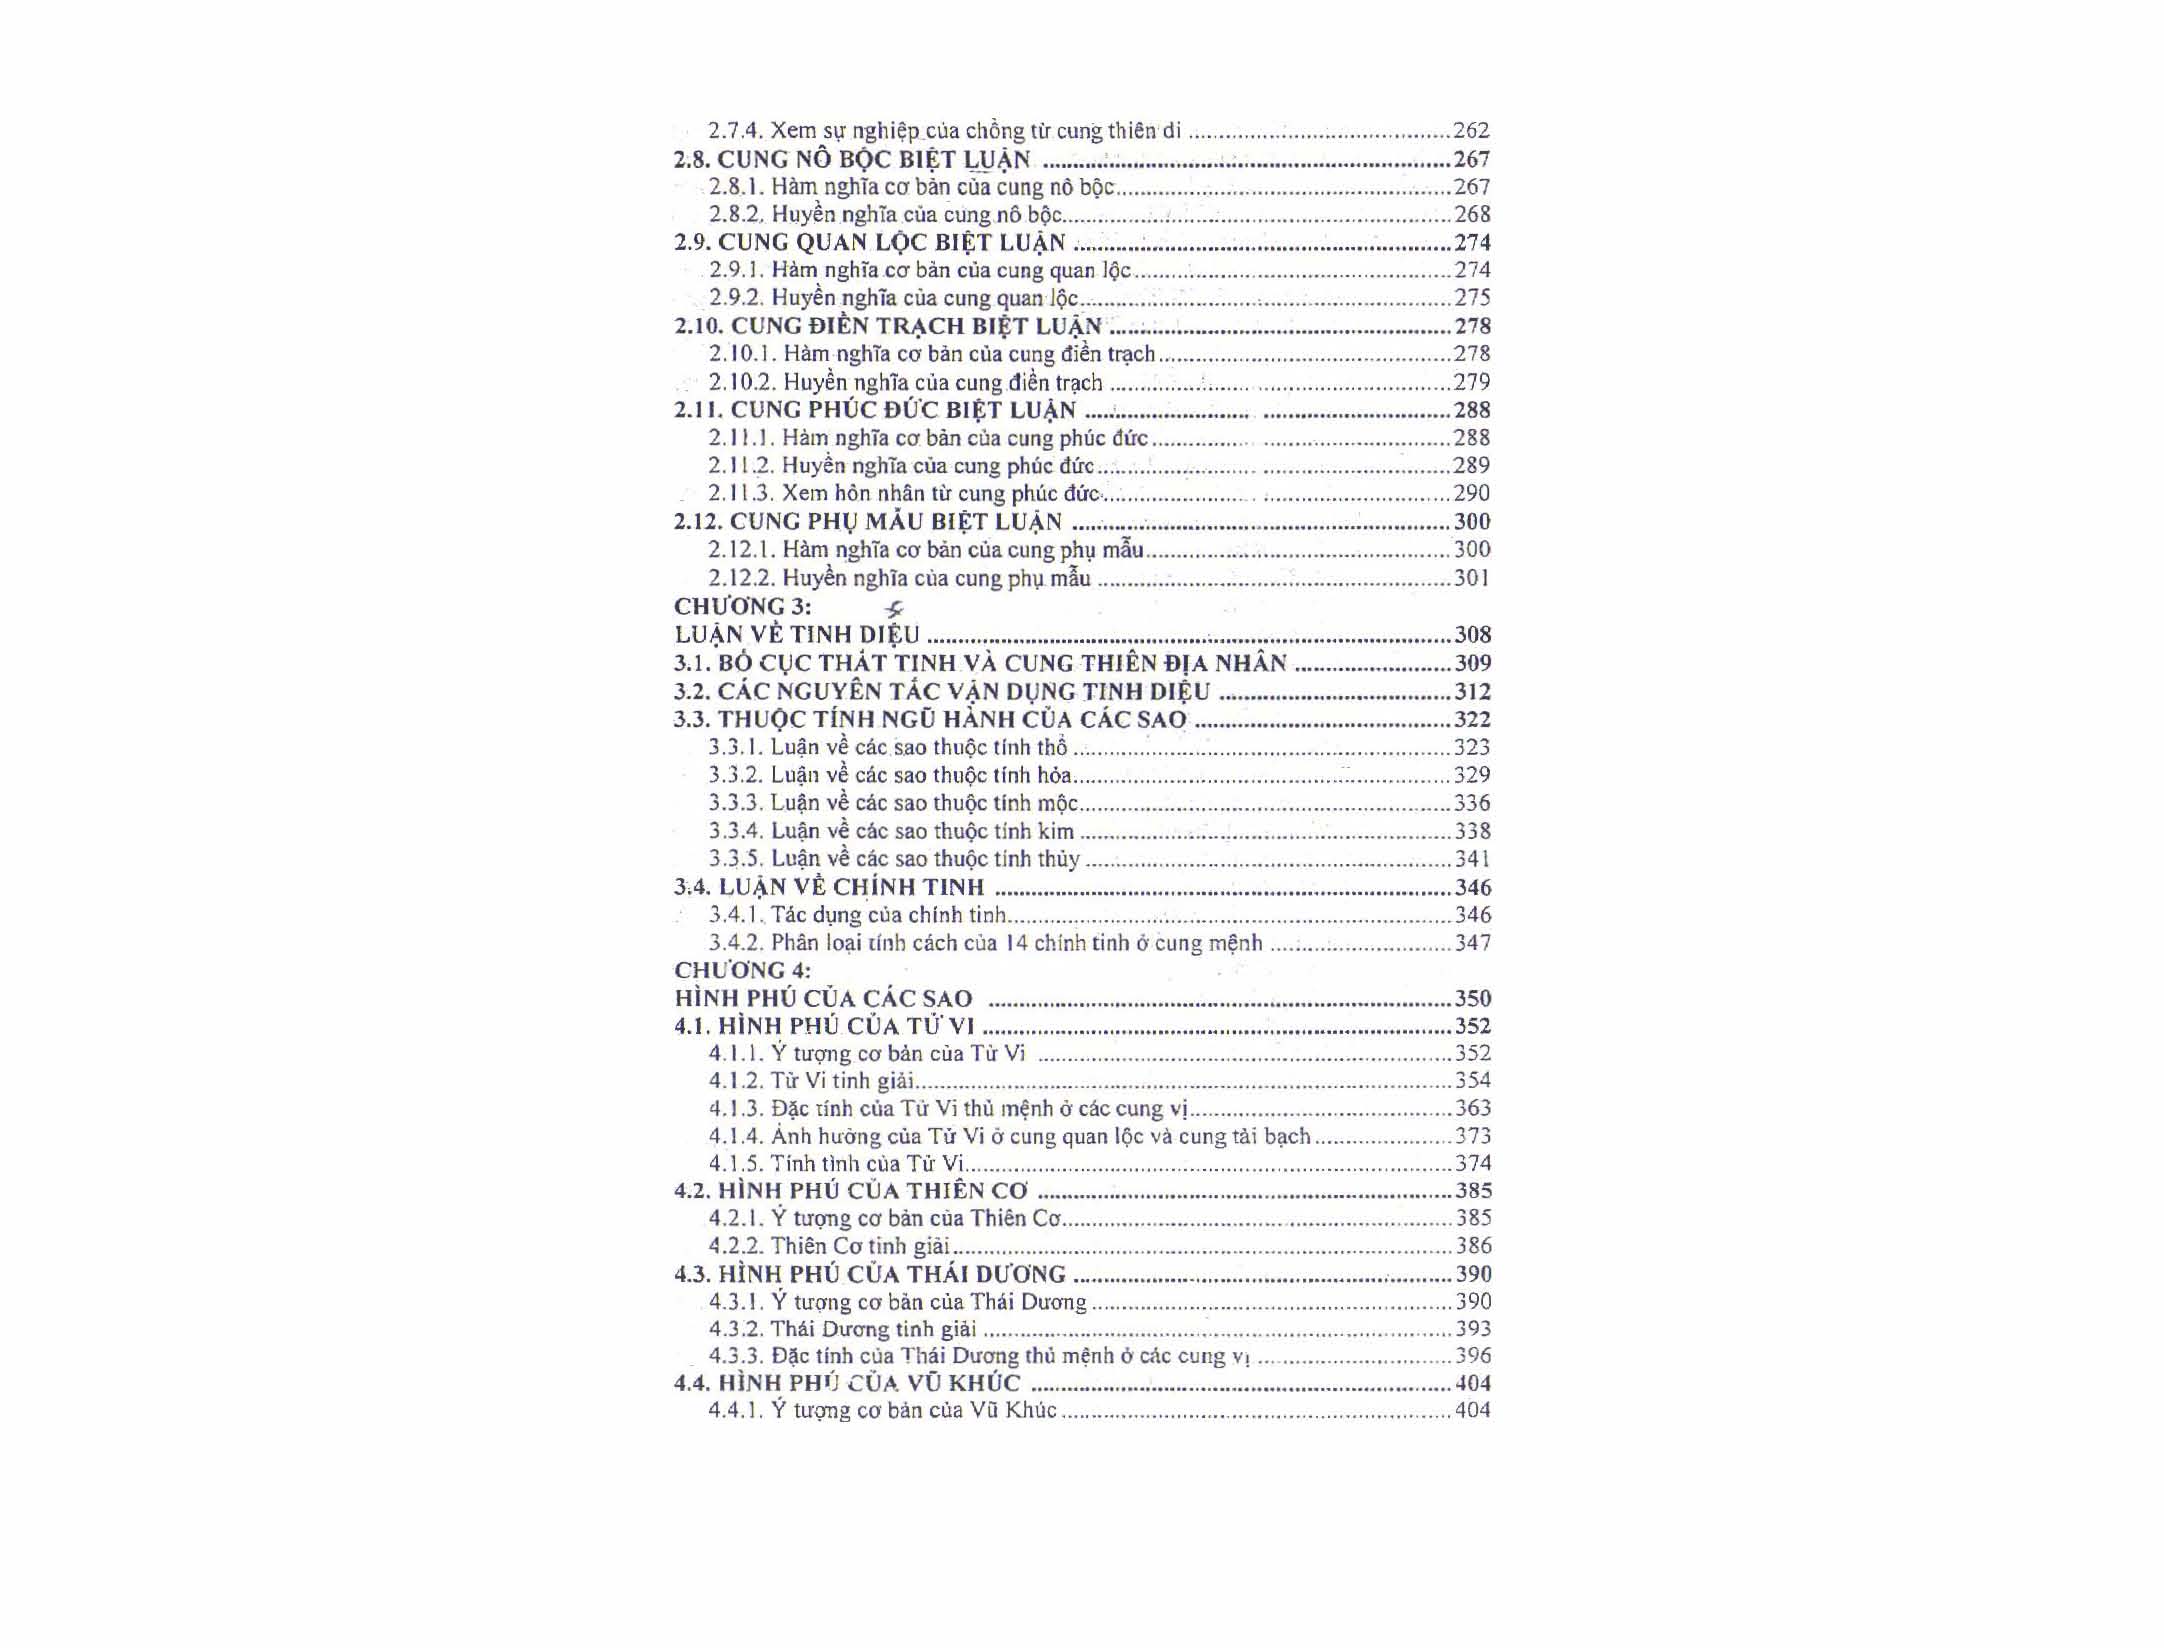 2.7.4. Xem sự nghiệp của chồng từ cung thiên di ........ 262
2.8. CUNG NÔ BỘC BIỆT LUẬN ........ 267
2.8.1. Hàm nghĩa cơ bản của cung nô bộc ........ 267
2.8.2. Huyền nghĩa của cung nô bộc ........ 268
2.9. CUNG QUAN LỘC BIỆT LUẬN ........ 274
2.9.1. Hàm nghĩa cơ bản của cung quan lộc ........ 274
2.9.2. Huyền nghĩa của cung quan lộc ........ 275
2.10. CUNG ĐIỀN TRẠCH BIỆT LUẬN ........ 278
2.10.1. Hàm nghĩa cơ bản của cung điền trạch ........ 278
2.10.2. Huyền nghĩa của cung điền trạch ........ 279
2.11. CUNG PHÚC ĐỨC BIỆT LUẬN ........ 288
2.11.1. Hàm nghĩa cơ bản của cung phúc đức ........ 288
2.11.2. Huyền nghĩa của cung phúc đức ........ 289
2.11.3. Xem hôn nhân từ cung phúc đức ........ 290
2.12. CUNG PHỤ MẪU BIỆT LUẬN ........ 300
2.12.1. Hàm nghĩa cơ bản của cung phụ mẫu ........ 300
2.12.2. Huyền nghĩa của cung phụ mẫu ........ 301
CHƯƠNG 3:
LUẬN VỀ TINH DIỆU ........ 308
3.1. BỐ CỤC THẤT TINH VÀ CUNG THIÊN ĐỊA NHÂN ........ 309
3.2. CÁC NGUYÊN TẮC VẬN DỤNG TINH DIỆU ........ 312
3.3. THUỘC TÍNH NGŨ HÀNH CỦA CÁC SAO ........ 322
3.3.1. Luận về các sao thuộc tính thổ ........ 323
3.3.2. Luận về các sao thuộc tính hỏa ........ 329
3.3.3. Luận về các sao thuộc tính mộc ........ 336
3.3.4. Luận về các sao thuộc tính kim ........ 338
3.3.5. Luận về các sao thuộc tính thủy ........ 341
3.4. LUẬN VỀ CHÍNH TINH ........ 346
3.4.1. Tác dụng của chính tinh ........ 346
3.4.2. Phân loại tính cách của 14 chính tinh ở cung mệnh ........ 347
CHƯƠNG 4:
HÌNH PHÚ CỦA CÁC SAO ........ 350
4.1. HÌNH PHÚ CỦA TỬ VI ........ 352
4.1.1. Ý tượng cơ bản của Tử Vi ........ 352
4.1.2. Tử Vi tinh giải ........ 354
4.1.3. Đặc tính của Tử Vi thủ mệnh ở các cung vị ........ 363
4.1.4. Ảnh hưởng của Tử Vi ở cung quan lộc và cung tài bạch ........ 373
4.1.5. Tính tình của Tử Vi ........ 374
4.2. HÌNH PHÚ CỦA THIÊN CƠ ........ 385
4.2.1. Ý tượng cơ bản của Thiên Cơ ........ 385
4.2.2. Thiên Cơ tinh giải ........ 386
4.3. HÌNH PHÚ CỦA THÁI DƯƠNG ........ 390
4.3.1. Ý tượng cơ bản của Thái Dương ........ 390
4.3.2. Thái Dương tinh giải ........ 393
4.3.3. Đặc tính của Thái Dương thủ mệnh ở các cung vị ........ 396
4.4. HÌNH PHÚ CỦA VŨ KHÚC ........ 404
4.4.1. Ý tượng cơ bản của Vũ Khúc ........ 404